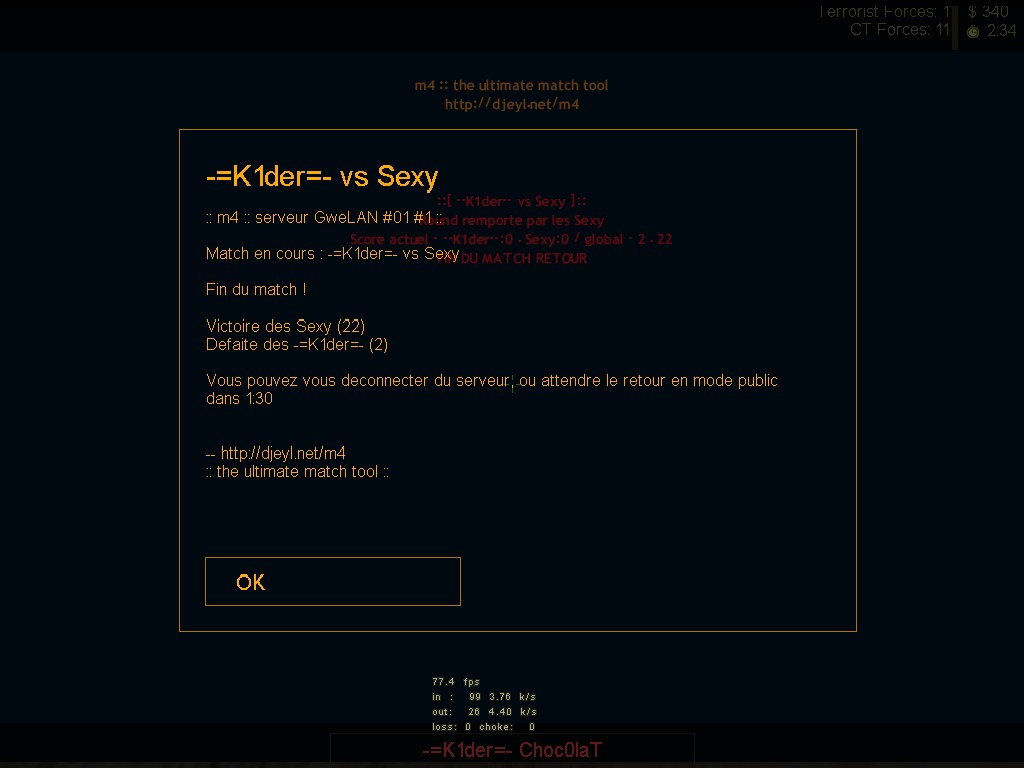 Terrorist Forces: 1 $ 340
CT Forces: 11 2:34
m4 :: the ultimate match tool
http://djeyl.net/m4
-=K1der=- vs Sexy
::[ --K1der-- vs Sexy ]::
:: m4 :: serveur GweLAN #01 #1 ::
Round remporte par les Sexy
Score actuel - --K1der--:0 . Sexy:0 / global - 2 . 22
Match en cours : -=K1der=- vs Sexy
DU MATCH RETOUR
Fin du match !
Victoire des Sexy (22)
Defaite des -=K1der=- (2)
Vous pouvez vous deconnecter du serveur, ou attendre le retour en mode public
dans 1:30
-- http://djeyl.net/m4
:: the ultimate match tool ::
OK
77.4 fps
in : 99 3.76 k/s
out: 26 4.40 k/s
loss: 0 choke: 0
-=K1der=- Choc0laT